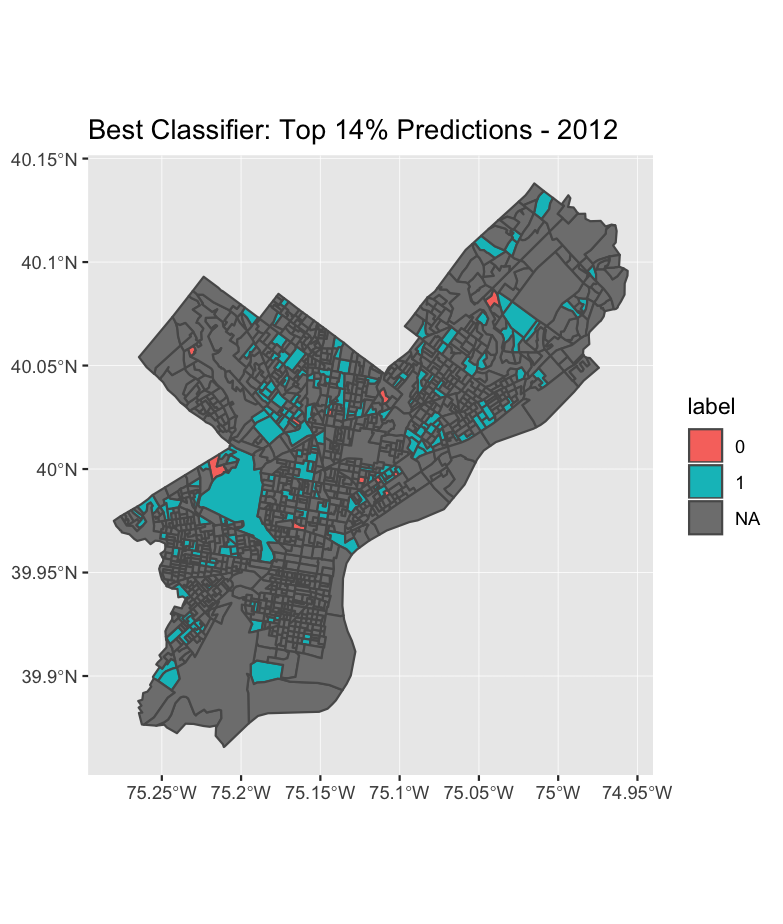 Best Classifier: Top 14% Predictions - 2012
40.15°N
40.1°N
40.05°N
40°N
39.95°N
39.9°N
75.25°W 75.2°W 75.15°W 75.1°W 75.05°W 75°W 74.95°W
label
0
1
NA